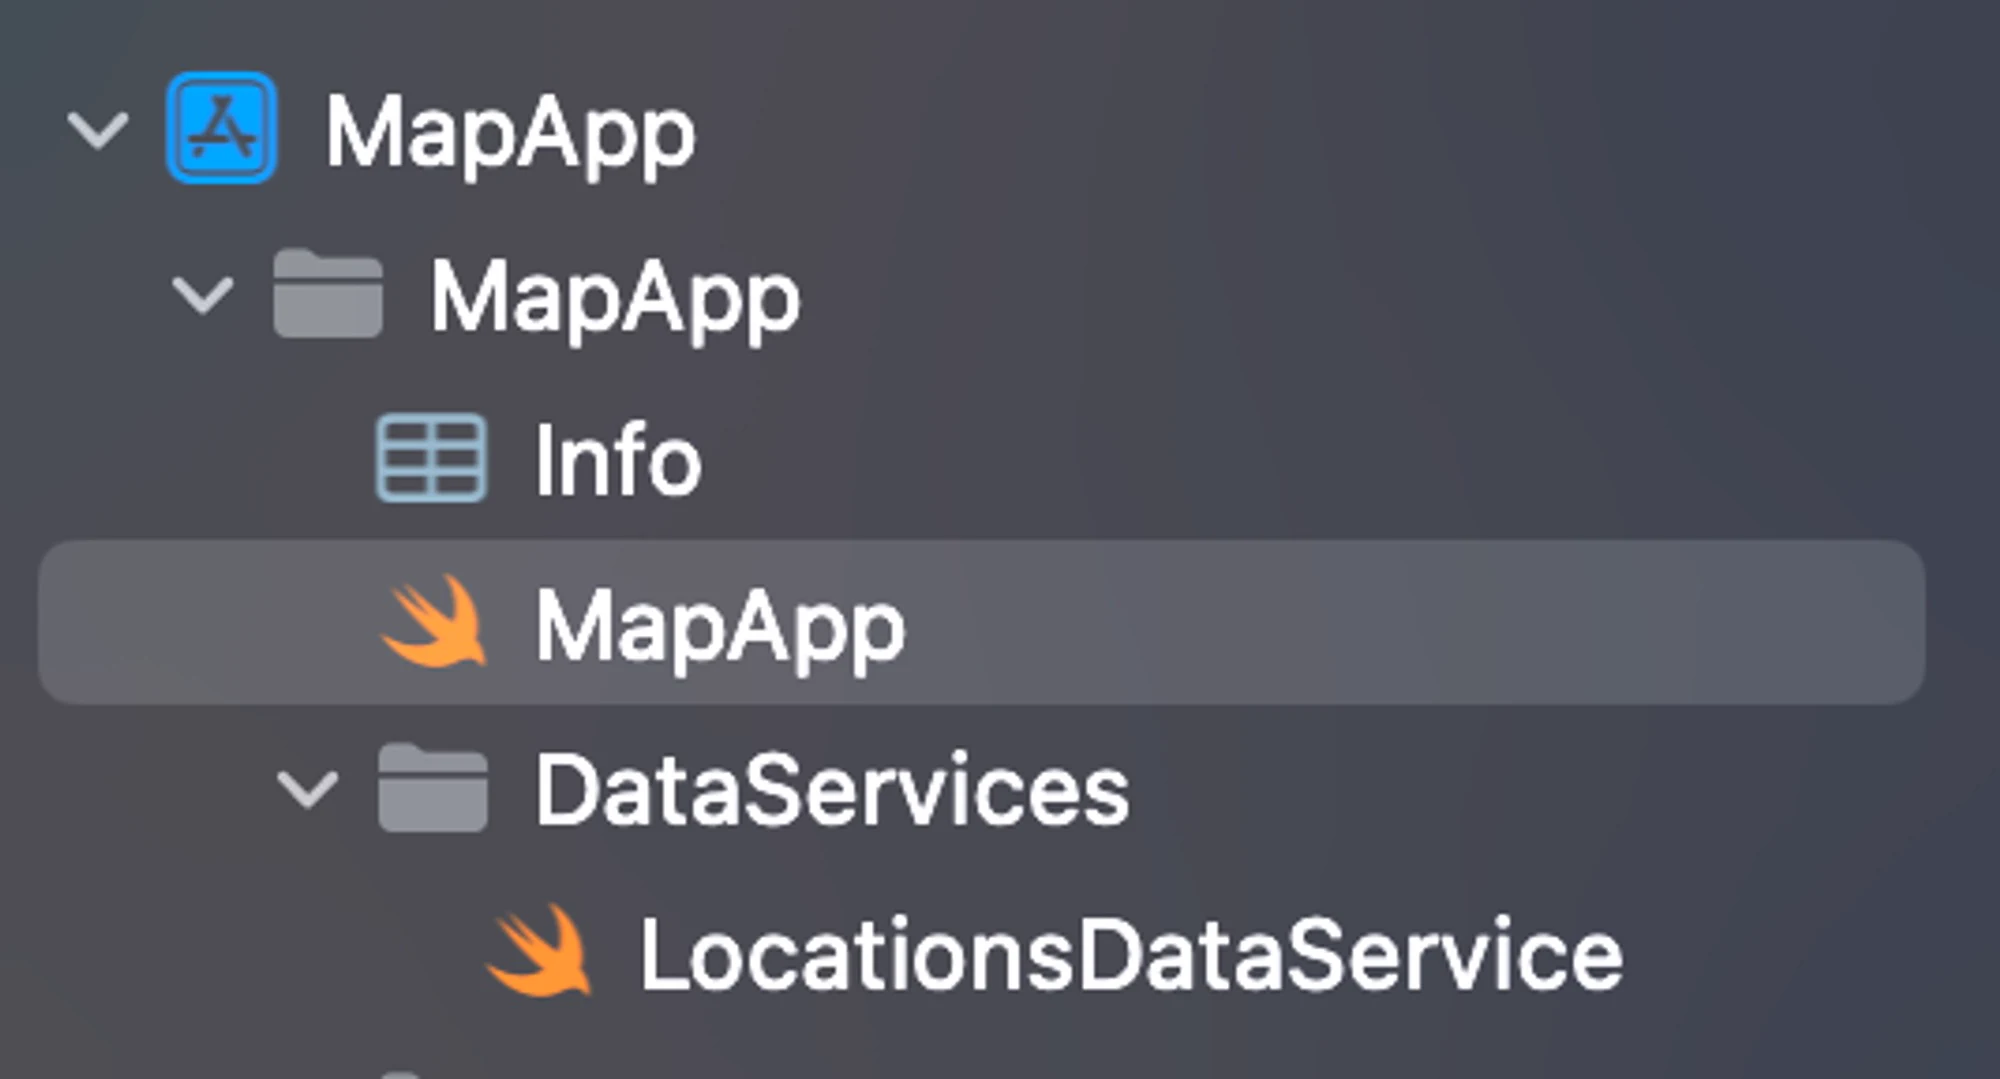 MapApp
MapApp
Info
MapApp
DataServices
LocationsDataService